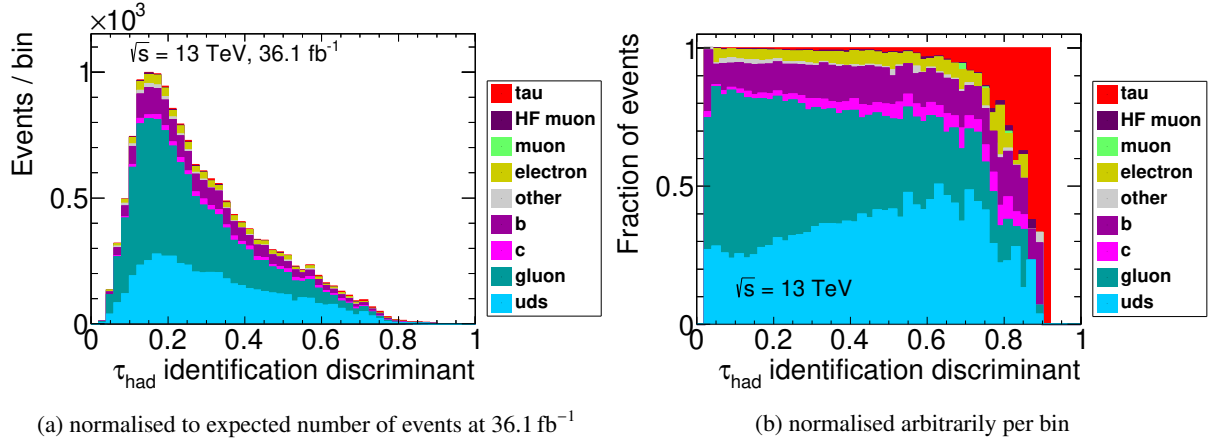 ×10³
Events / bin
1
0.5
0
√s = 13 TeV, 36.1 fb⁻¹
0 0.2 0.4 0.6 0.8 1
τhad identification discriminant
tau
HF muon
muon
electron
other
b
c
gluon
uds
(a) normalised to expected number of events at 36.1 fb⁻¹
Fraction of events
1
0.5
0
√s = 13 TeV
0 0.2 0.4 0.6 0.8 1
τhad identification discriminant
tau
HF muon
muon
electron
other
b
c
gluon
uds
(b) normalised arbitrarily per bin